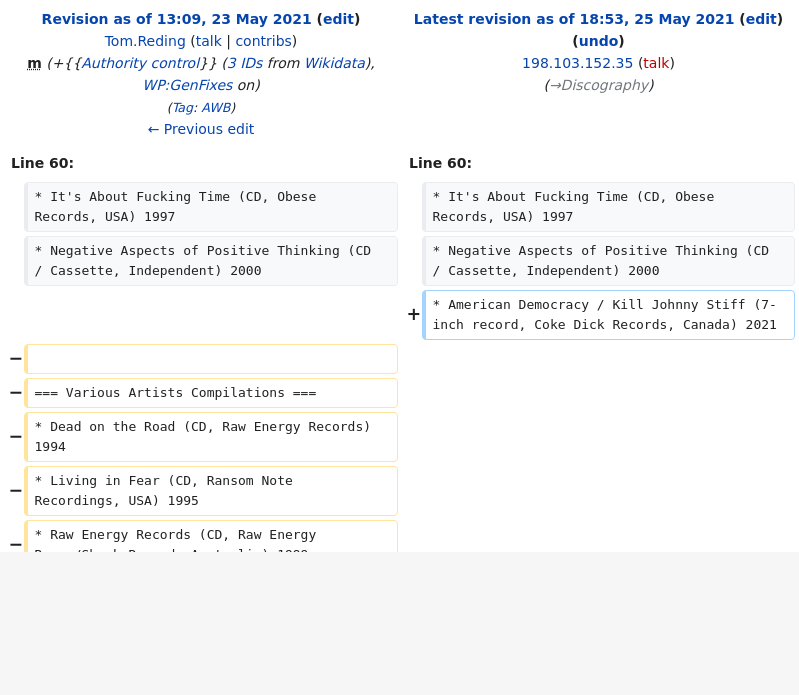 Revision as of 13:09, 23 May 2021 (edit)
Tom.Reding (talk | contribs)
m (+{{Authority control}} (3 IDs from Wikidata),
WP:GenFixes on)
(Tag: AWB)
← Previous edit
Latest revision as of 18:53, 25 May 2021 (edit)
(undo)
198.103.152.35 (talk)
(→Discography)
Line 60:
Line 60:
* It's About Fucking Time (CD, Obese
Records, USA) 1997
* It's About Fucking Time (CD, Obese
Records, USA) 1997
* Negative Aspects of Positive Thinking (CD
/ Cassette, Independent) 2000
* Negative Aspects of Positive Thinking (CD
/ Cassette, Independent) 2000
+ * American Democracy / Kill Johnny Stiff (7-
inch record, Coke Dick Records, Canada) 2021
−
− === Various Artists Compilations ===
− * Dead on the Road (CD, Raw Energy Records)
1994
− * Living in Fear (CD, Ransom Note
Recordings, USA) 1995
− * Raw Energy Records (CD, Raw Energy